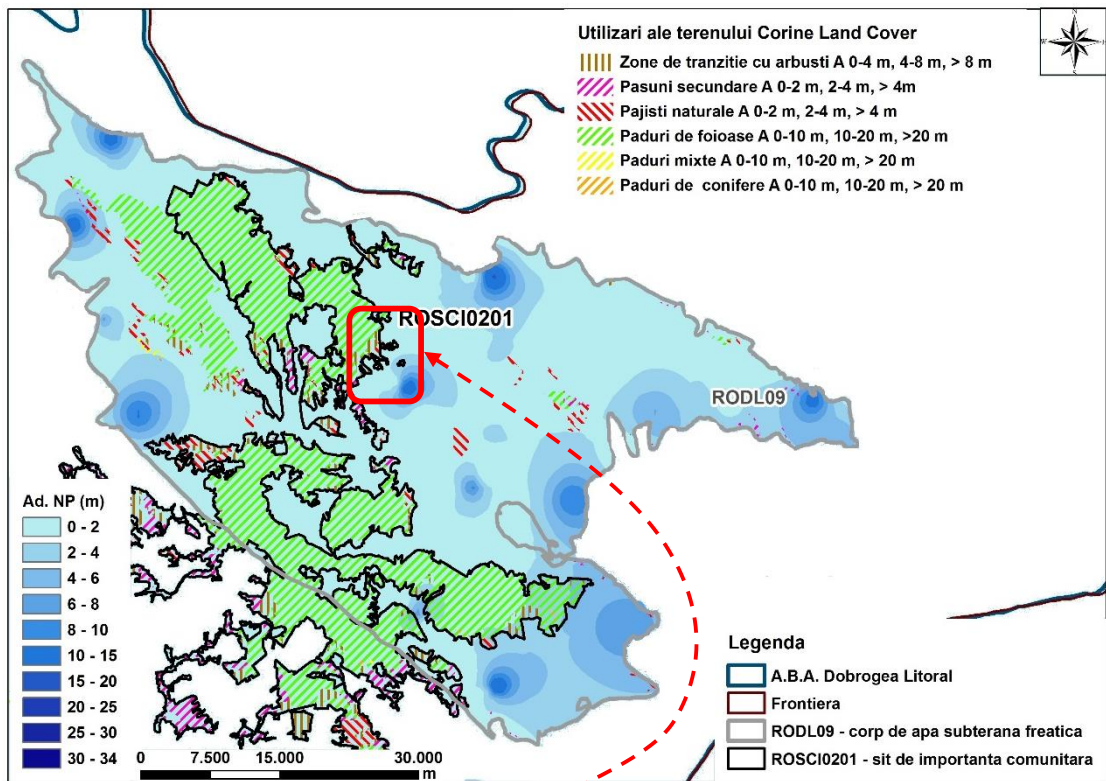 Utilizari ale terenului Corine Land Cover
Zone de tranzitie cu arbusti A 0-4 m, 4-8 m, > 8 m
Pasuni secundare A 0-2 m, 2-4 m, > 4m
Pajisti naturale A 0-2 m, 2-4 m, > 4 m
Paduri de foioase A 0-10 m, 10-20 m, >20 m
Paduri mixte A 0-10 m, 10-20 m, > 20 m
Paduri de conifere A 0-10 m, 10-20 m, > 20 m
N
ROSCI0201
RODL09
Ad. NP (m)
0 - 2
2 - 4
4 - 6
6 - 8
8 - 10
10 - 15
15 - 20
20 - 25
25 - 30
30 - 34
0 7.500 15.000 30.000
m
Legenda
A.B.A. Dobrogea Litoral
Frontiera
RODL09 - corp de apa subterana freatica
ROSCI0201 - sit de importanta comunitara